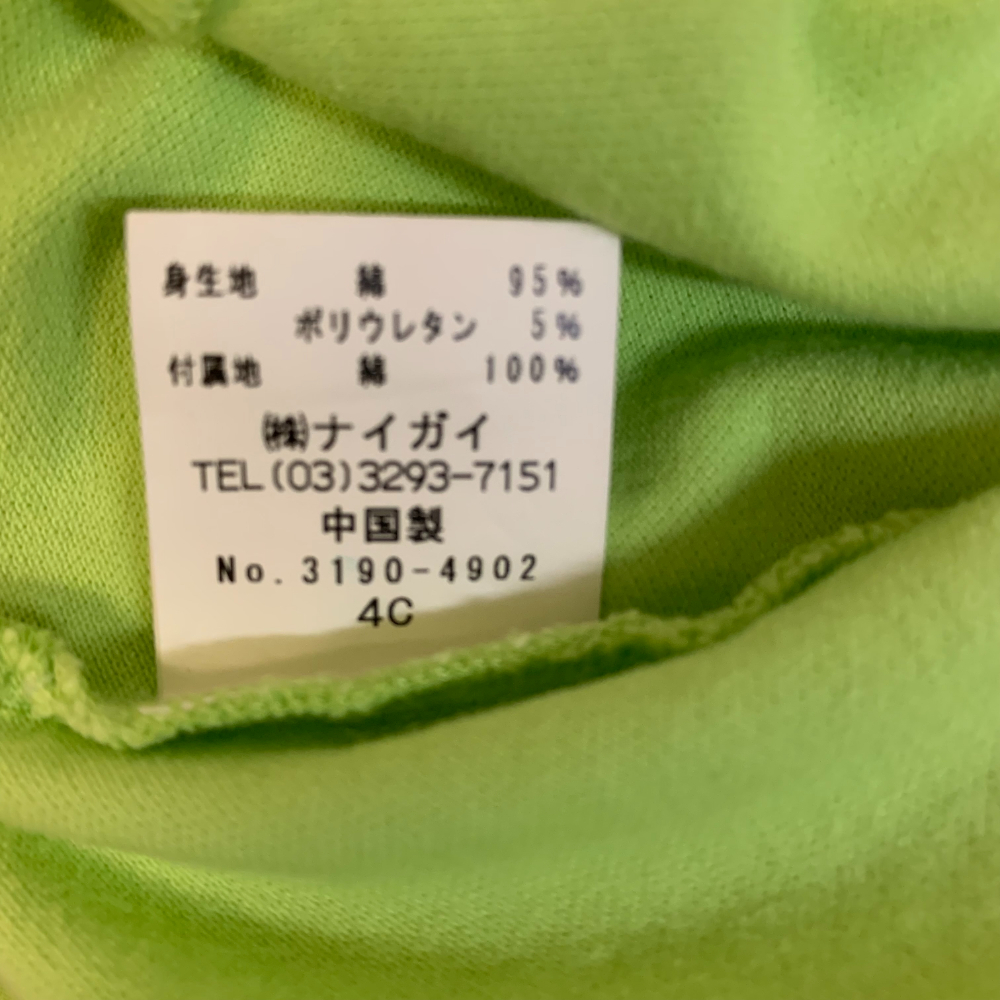 身生地 綿 95%
ポリウレタン 5%
付属地 綿 100%
㈱ナイガイ
TEL(03)3293-7151
中国製
No.3190-4902
4C